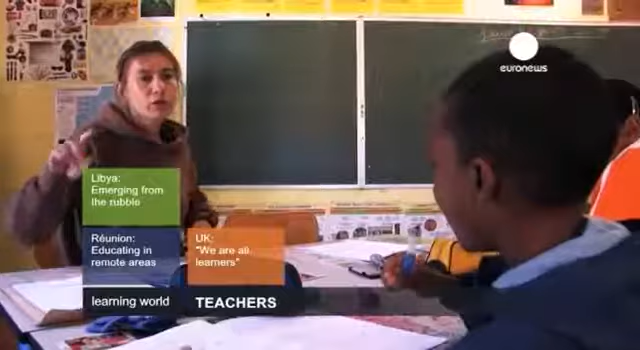 euronews
Libya:
Emerging from
the rubble
Réunion:
Educating in
remote areas
UK:
"We are all
learners"
learning world
TEACHERS